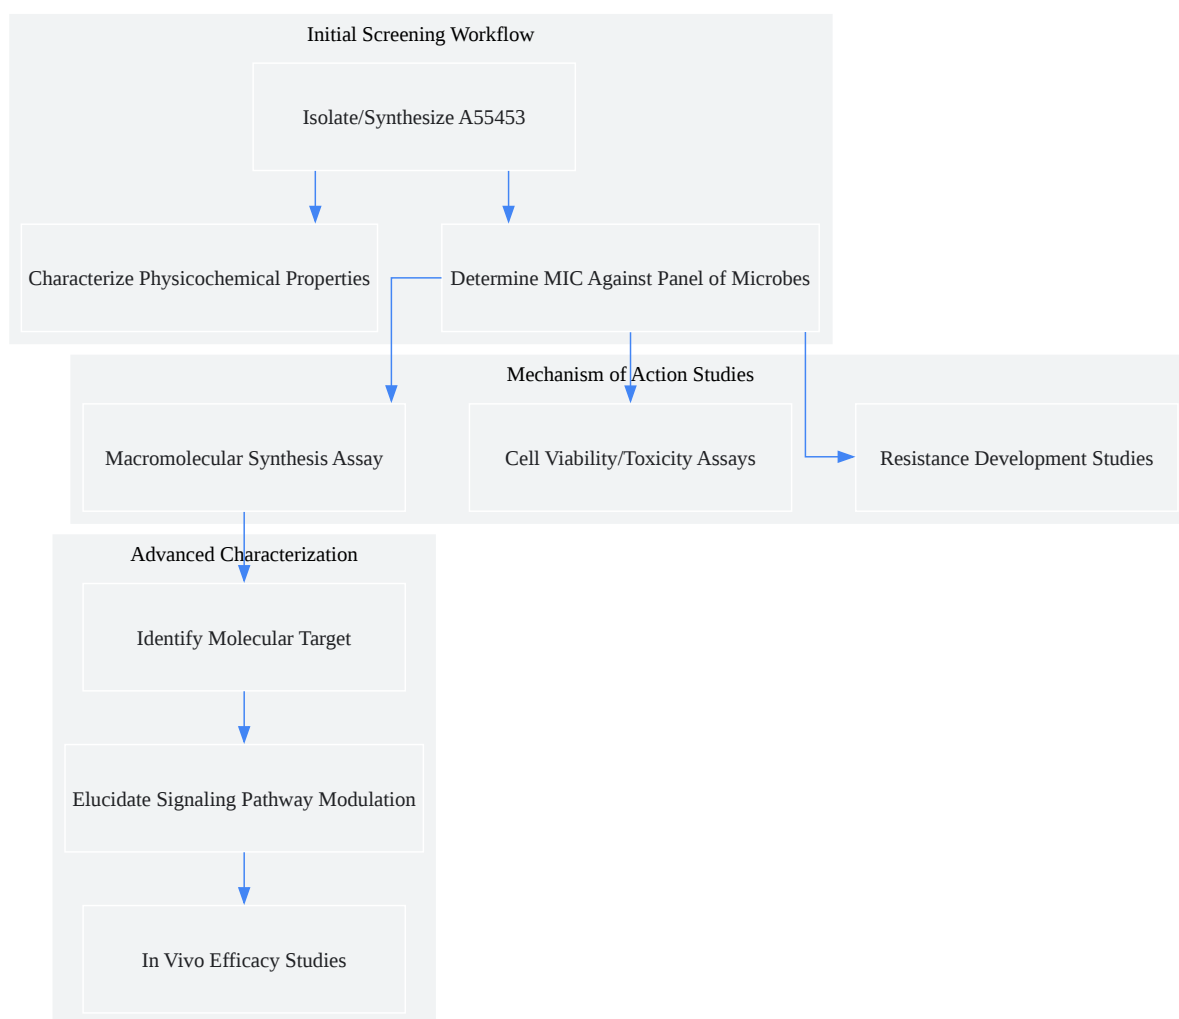 Initial Screening Workflow
Isolate/Synthesize A55453
Characterize Physicochemical Properties
Determine MIC Against Panel of Microbes
Mechanism of Action Studies
Macromolecular Synthesis Assay
Cell Viability/Toxicity Assays
Resistance Development Studies
Advanced Characterization
Identify Molecular Target
Elucidate Signaling Pathway Modulation
In Vivo Efficacy Studies